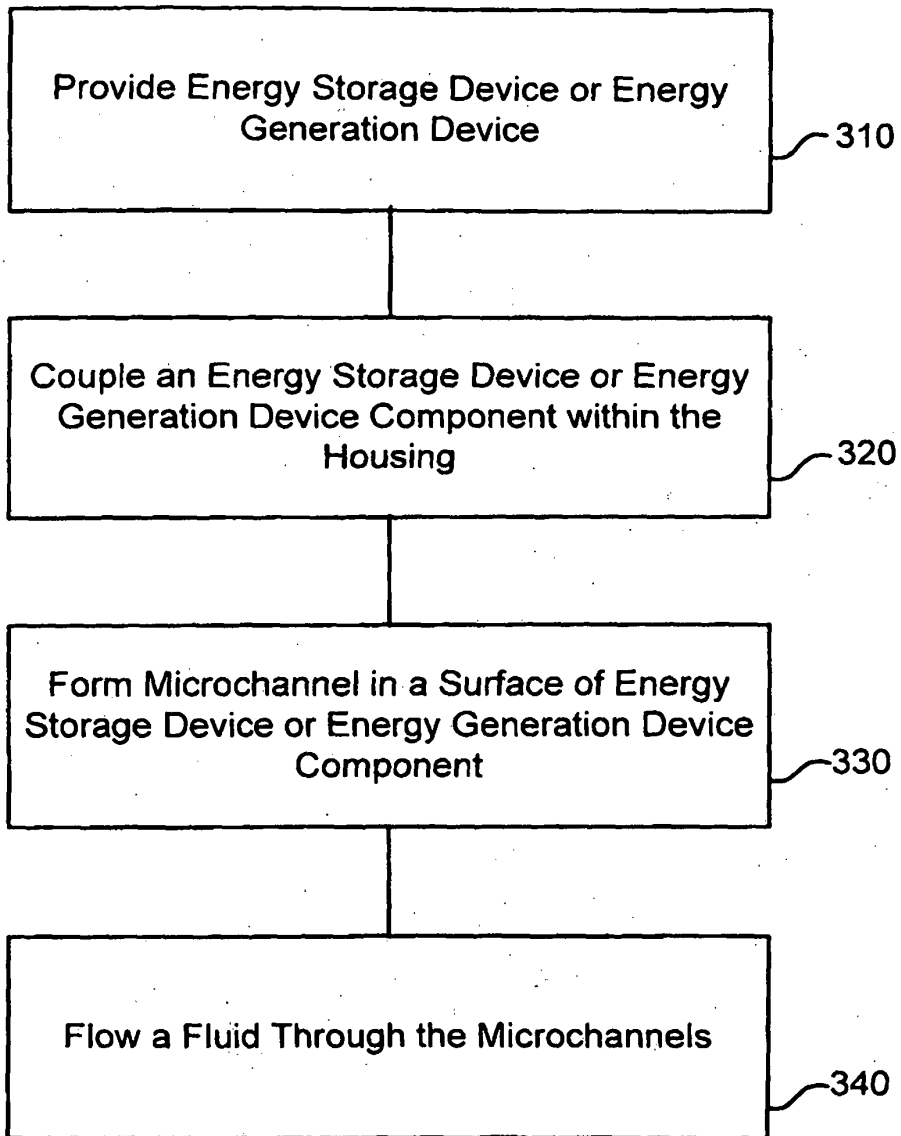 Provide Energy Storage Device or Energy
Generation Device
310
Couple an Energy Storage Device or Energy
Generation Device Component within the
Housing
320
Form Microchannel in a Surface of Energy
Storage Device or Energy Generation Device
Component
330
Flow a Fluid Through the Microchannels
340